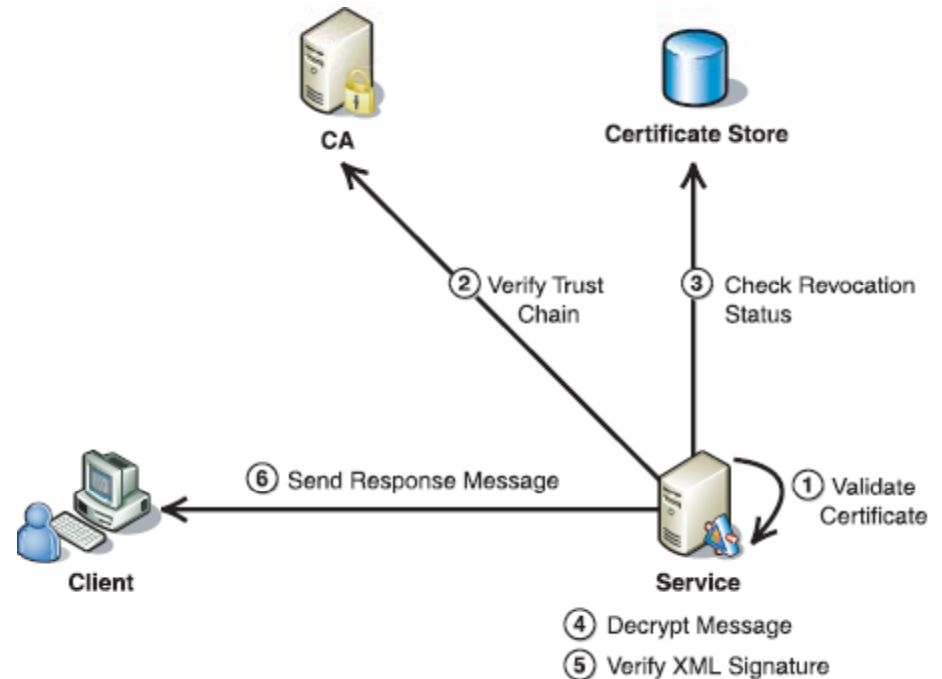 CA
Certificate Store
2 Verify Trust
Chain
3 Check Revocation
Status
6 Send Response Message
1 Validate
Certificate
Client
Service
4 Decrypt Message
5 Verify XML Signature